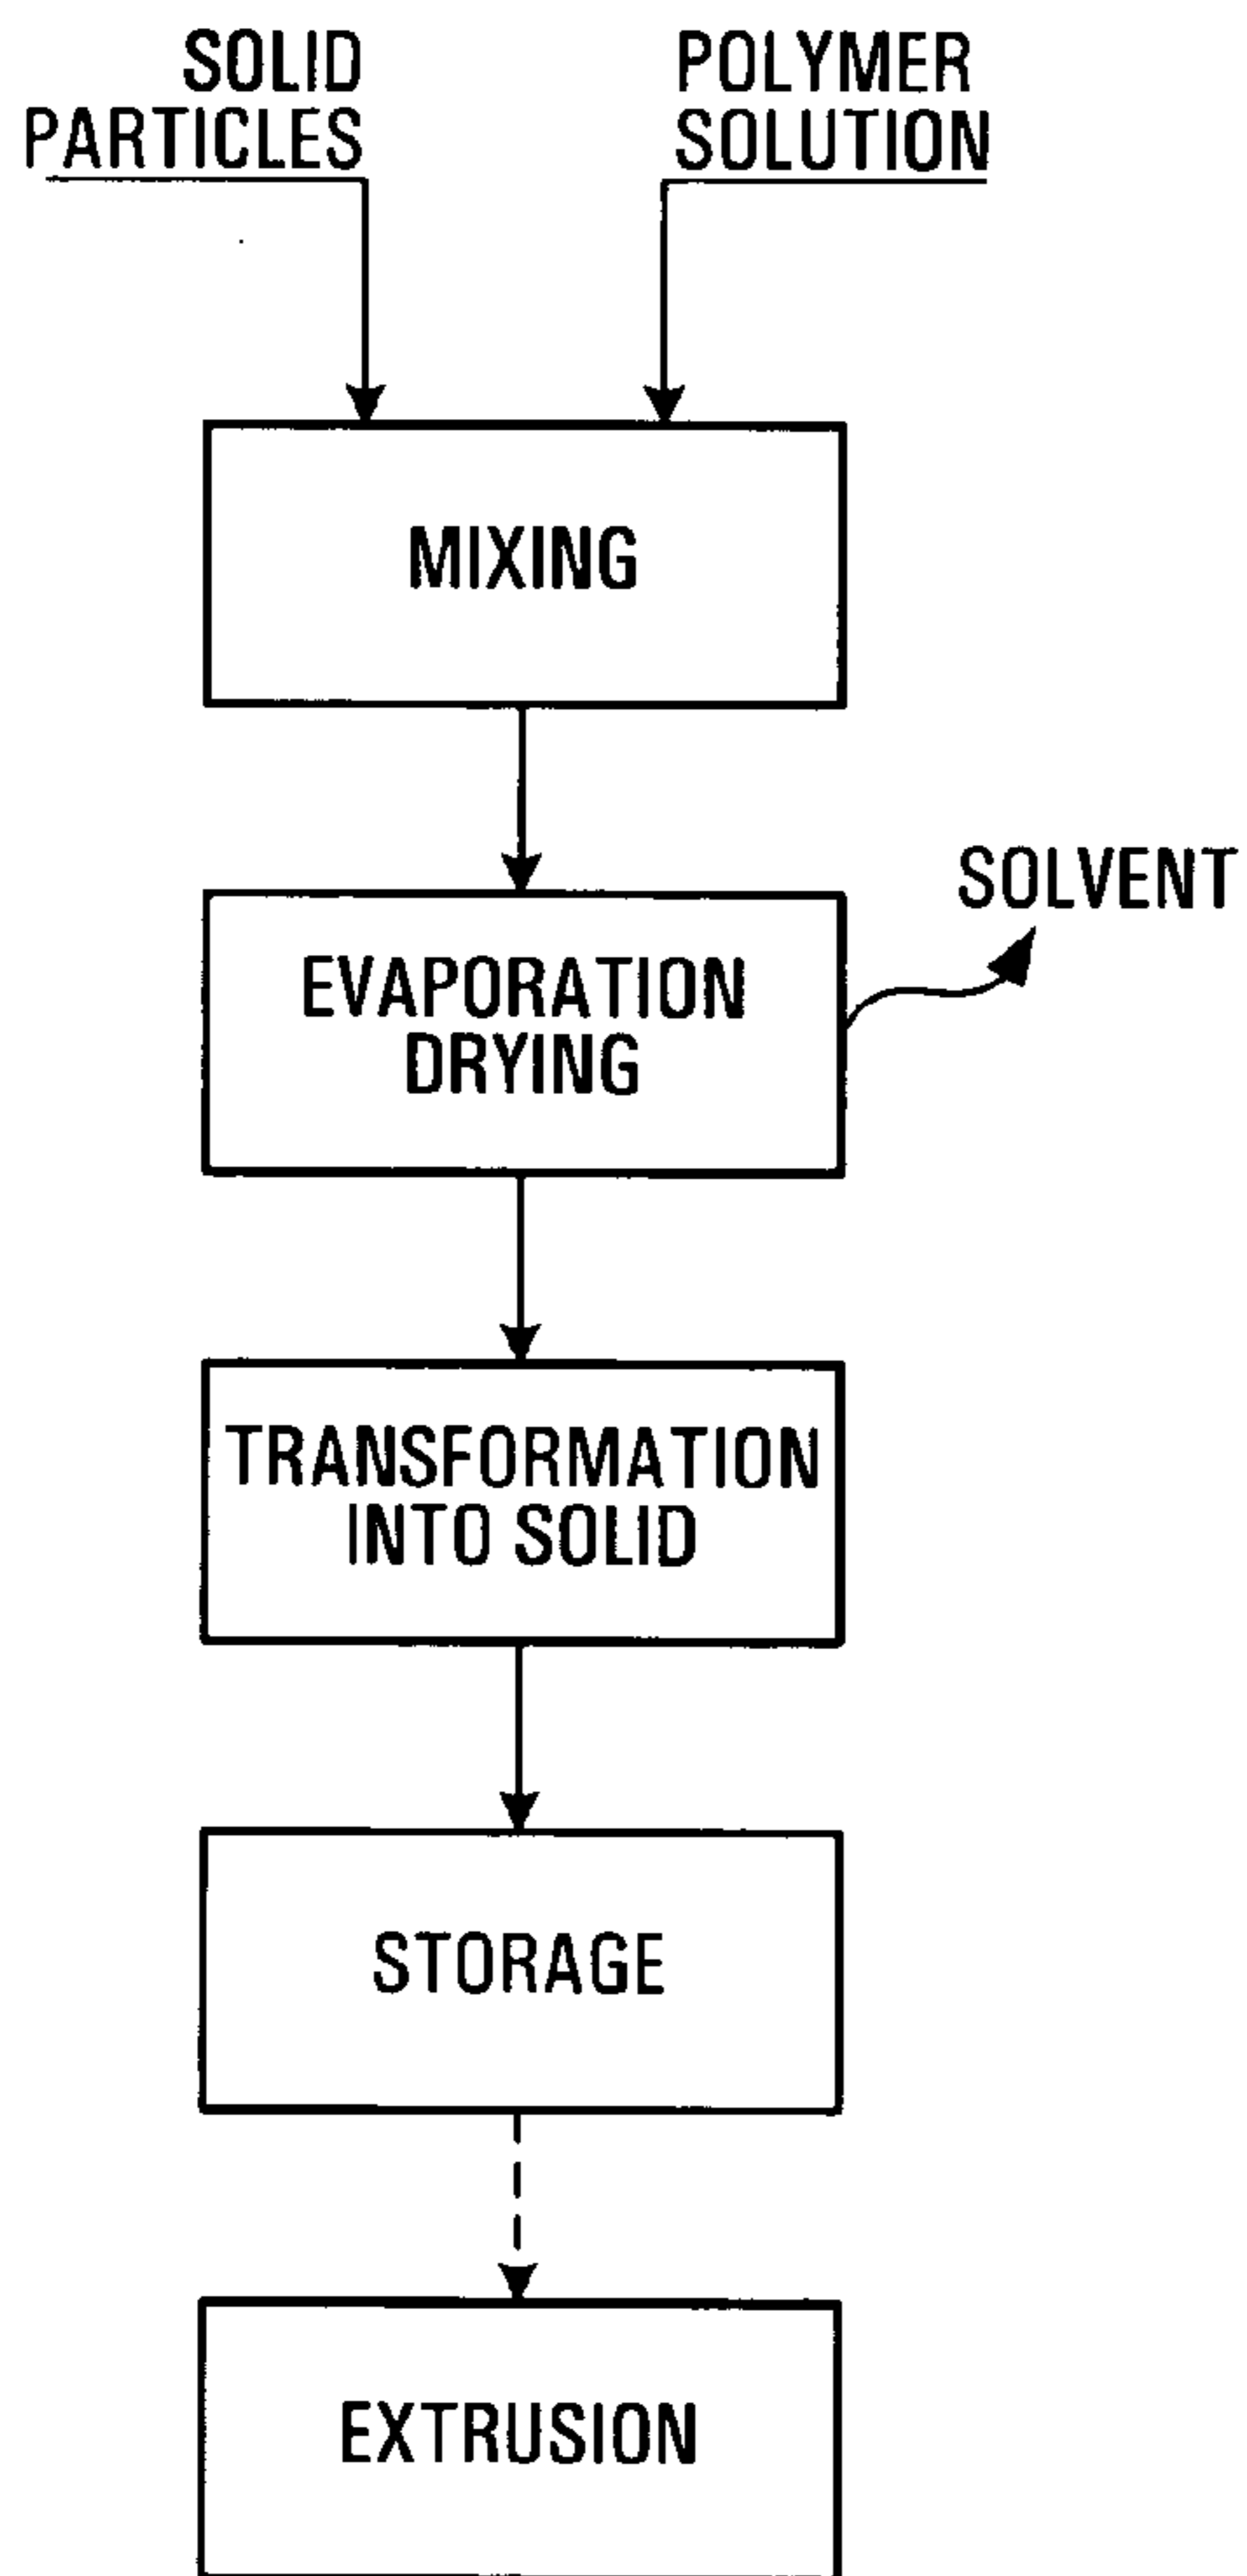 SOLID
PARTICLES
POLYMER
SOLUTION
MIXING
SOLVENT
EVAPORATION
DRYING
TRANSFORMATION
INTO SOLID
STORAGE
EXTRUSION